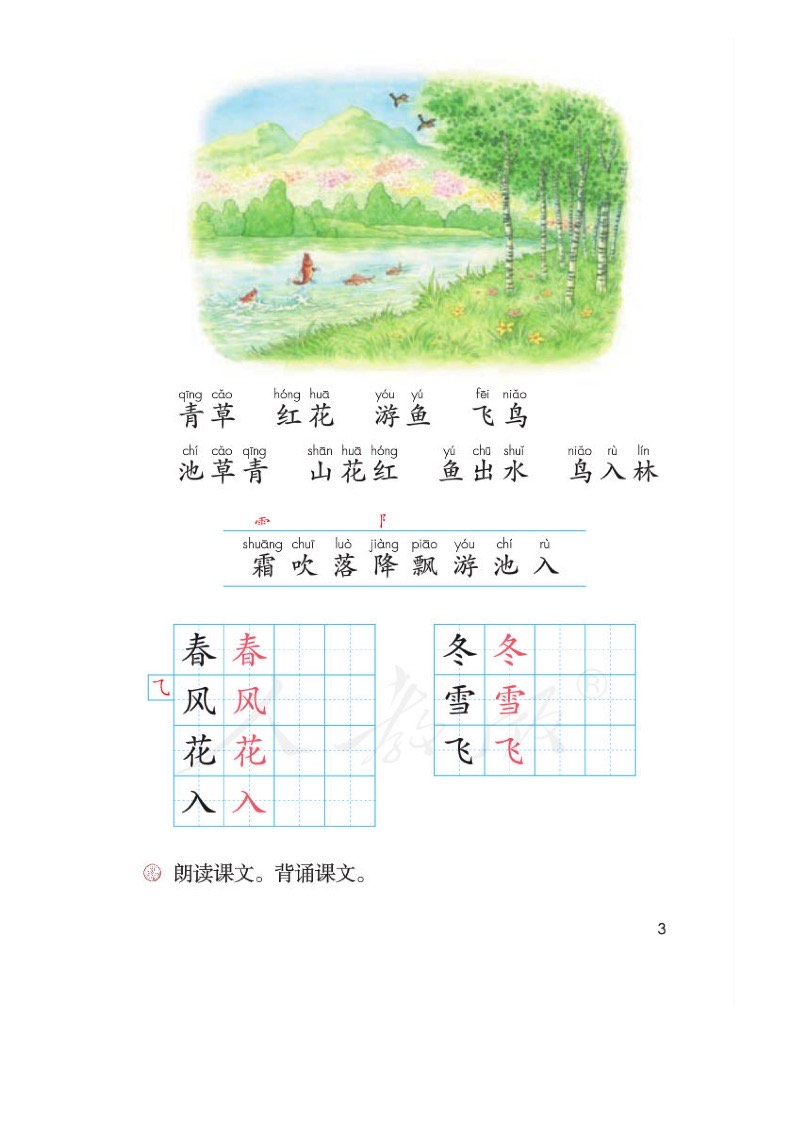 qīng cǎo hóng huā yóu yú fēi niǎo
青草 红花 游鱼 飞鸟
chí cǎo qīng shān huā hóng yú chū shuǐ niǎo rù lín
池草青 山花红 鱼出水 鸟入林
⻗ 阝
shuāng chuī luò jiàng piāo yóu chí rù
霜 吹 落 降 飘 游 池 入
春 春 冬 冬
⺄ 风 风 雪 雪
花 花 飞 飞
入 入
人教版®
朗读课文。背诵课文。
3